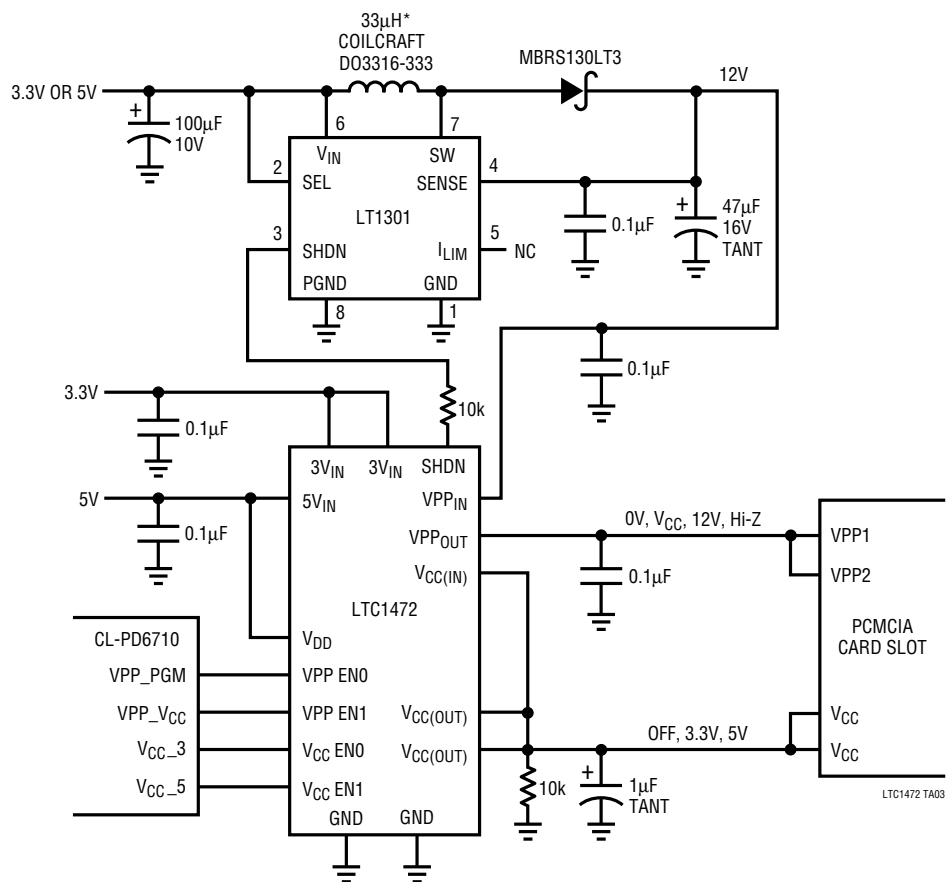 33µH*
COILCRAFT
DO3316-333
MBRS130LT3
12V
3.3V OR 5V
+
100µF
10V
6
7
VIN
SW
2
SEL
SENSE
4
LT1301
0.1µF
+
47µF
16V
TANT
3
SHDN
ILIM
5
NC
PGND
GND
8
1
0.1µF
3.3V
10k
0.1µF
3VIN
3VIN
SHDN
5V
5VIN
VPPIN
0.1µF
VPPOUT
0V, VCC, 12V, Hi-Z
VPP1
0.1µF
VCC(IN)
VPP2
LTC1472
PCMCIA
CARD SLOT
CL-PD6710
VDD
VPP_PGM
VPP EN0
VPP_VCC
VPP EN1
VCC(OUT)
VCC
VCC_3
VCC EN0
VCC(OUT)
OFF, 3.3V, 5V
VCC
VCC_5
VCC EN1
10k
+
1µF
TANT
GND
GND
LTC1472 TA03